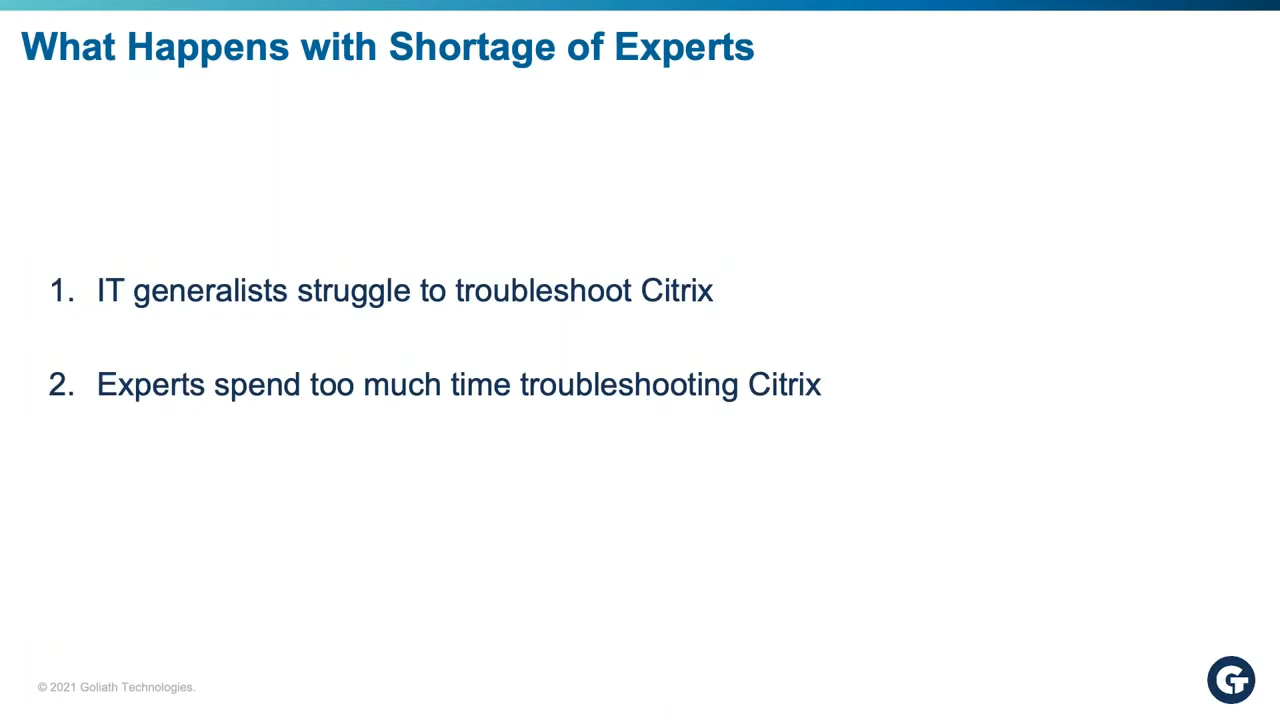 What Happens with Shortage of Experts
1. IT generalists struggle to troubleshoot Citrix
2. Experts spend too much time troubleshooting Citrix
© 2021 Goliath Technologies.
GT